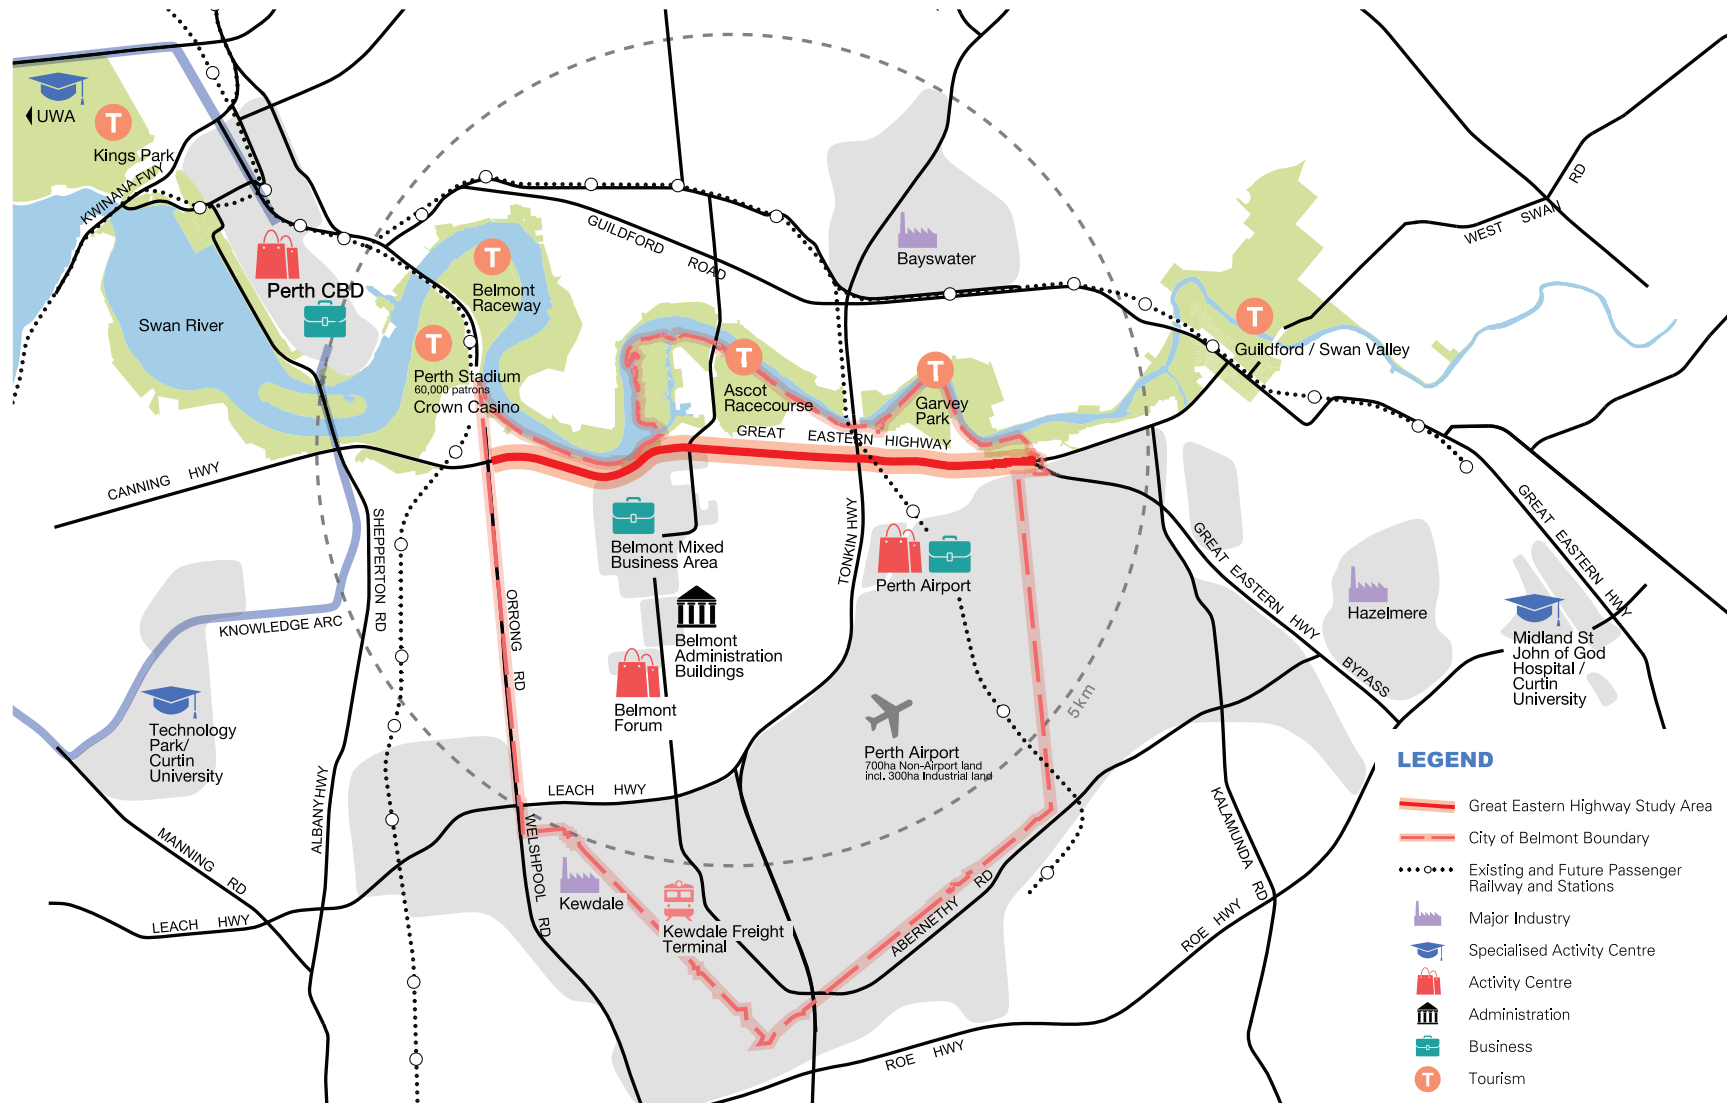 UWA
T
Kings Park
KWINANA FWY
Perth CBD
Swan River
T
Belmont
Raceway
T
Perth Stadium
60,000 patrons
Crown Casino
GUILDFORD ROAD
Bayswater
WEST SWAN RD
T
Guildford / Swan Valley
T
Ascot
Racecourse
T
Garvey
Park
GREAT EASTERN HIGHWAY
CANNING HWY
SHEPPERTON RD
KNOWLEDGE ARC
Technology
Park/
Curtin
University
ORRONG RD
Belmont Mixed
Business Area
Belmont
Administration
Buildings
Belmont
Forum
TONKIN HWY
Perth Airport
Perth Airport
700ha Non-Airport land
incl. 300ha Industrial land
5km
GREAT EASTERN HWY BYPASS
GREAT EASTERN HWY
Hazelmere
Midland St
John of God
Hospital /
Curtin
University
MANNING RD
ALBANY HWY
LEACH HWY
LEACH HWY
WELSHPOOL RD
Kewdale
Kewdale Freight
Terminal
ABERNETHY RD
KALAMUNDA RD
ROE HWY
ROE HWY
LEGEND
Great Eastern Highway Study Area
City of Belmont Boundary
Existing and Future Passenger
Railway and Stations
Major Industry
Specialised Activity Centre
Activity Centre
Administration
Business
T
Tourism